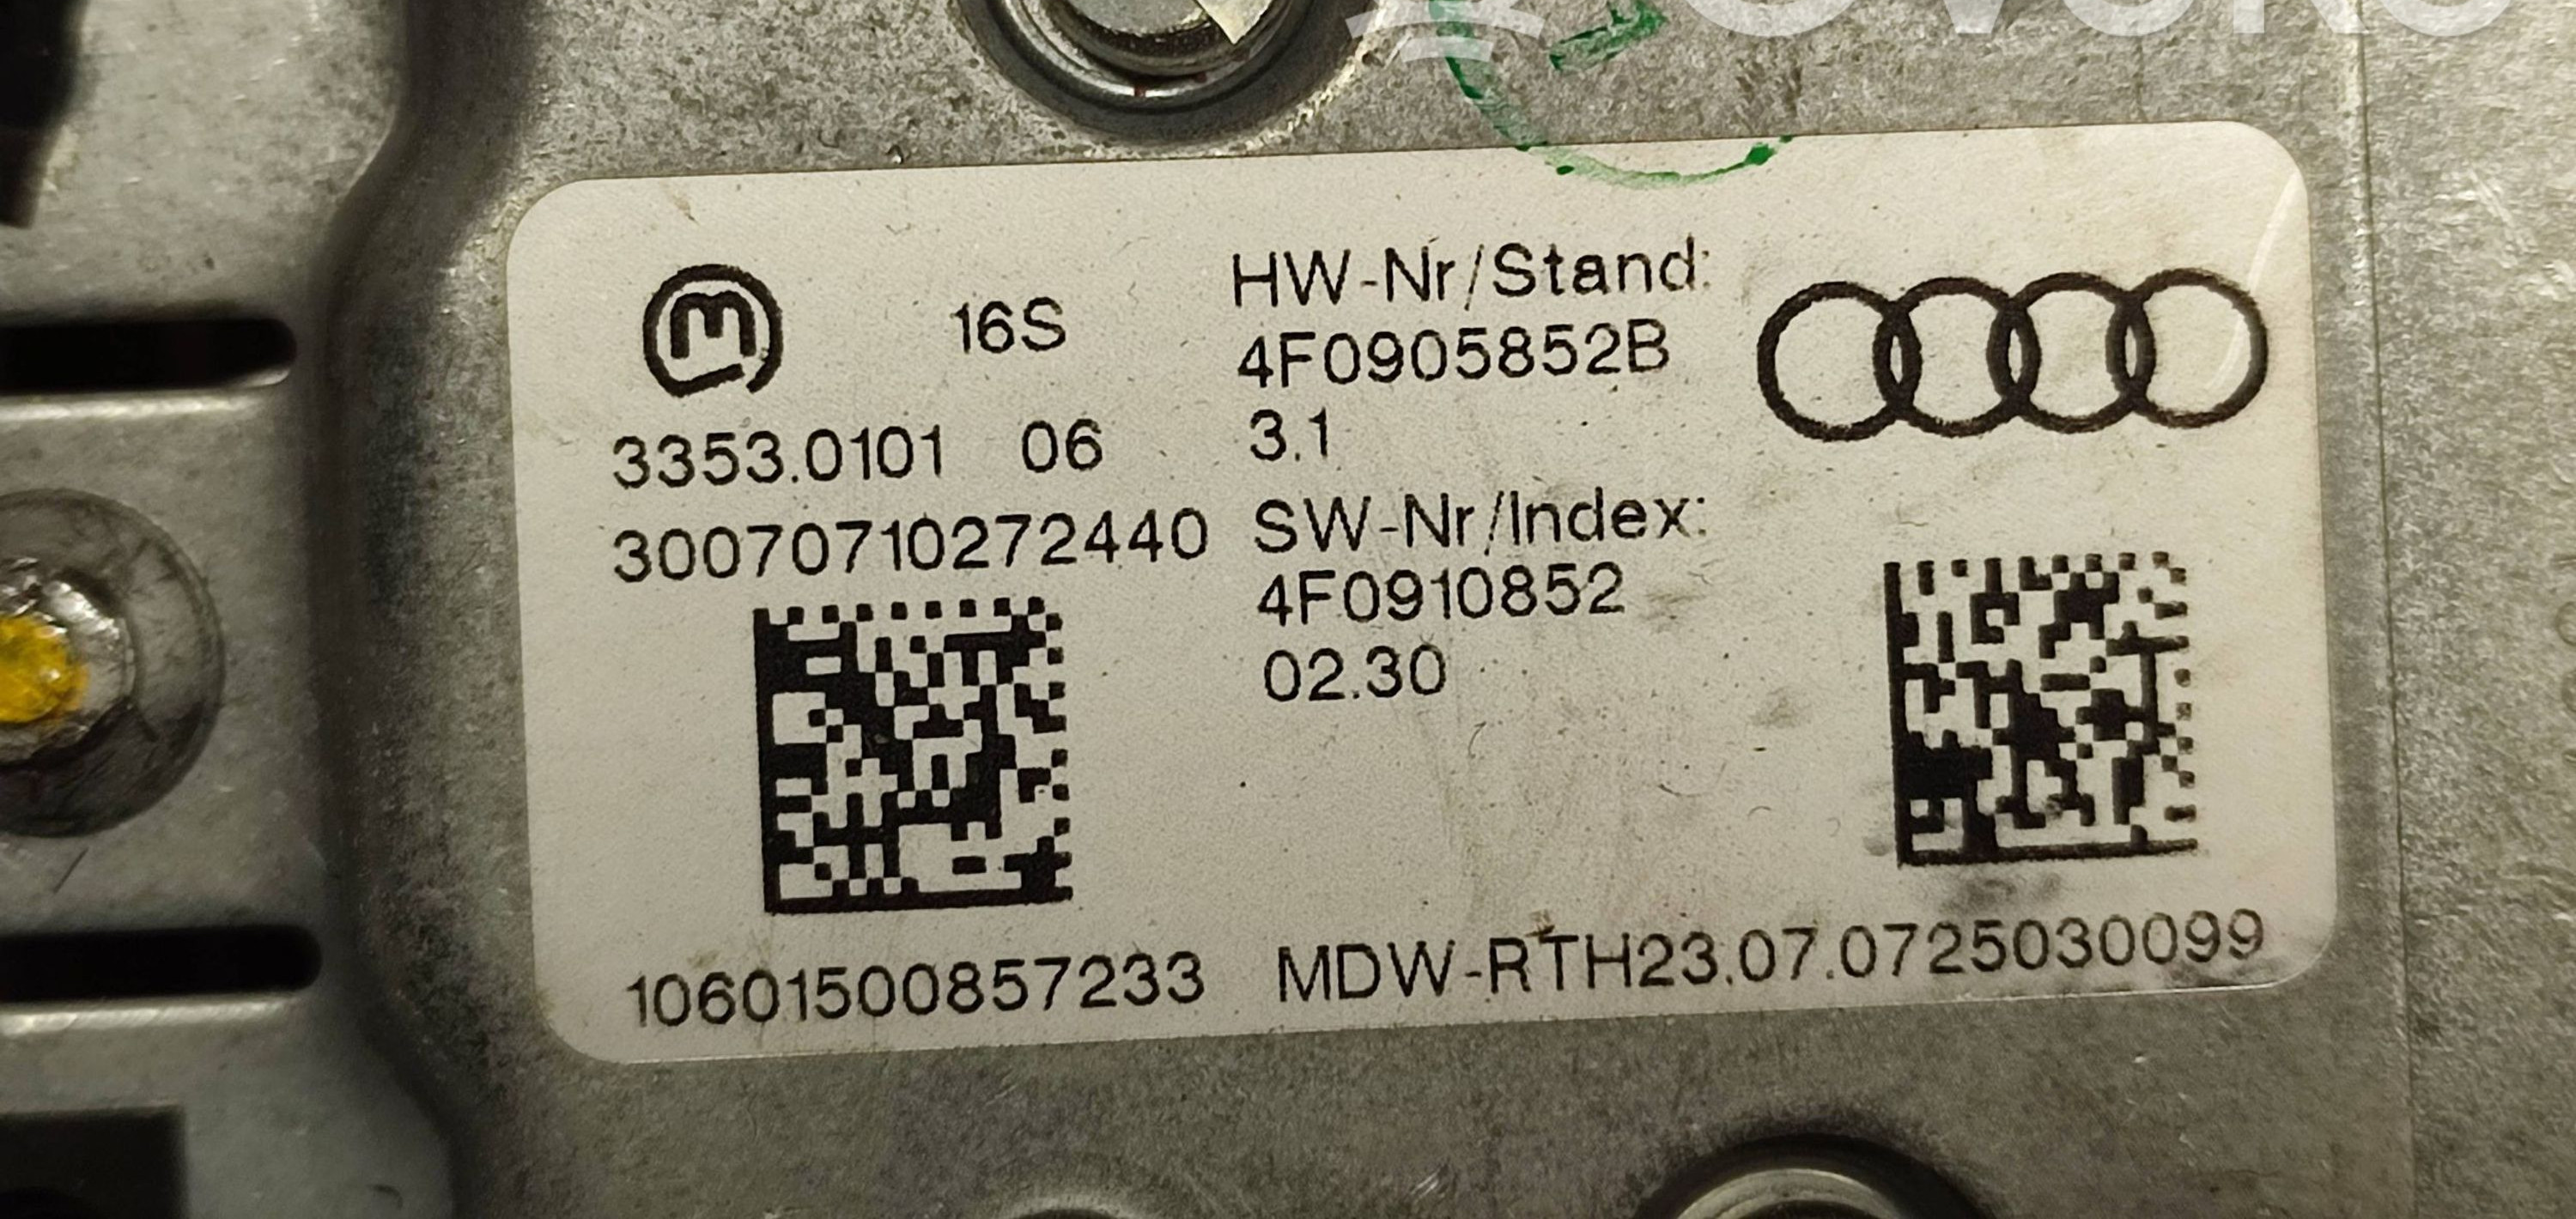 16S
3353.0101 06
30070710272440
HW-Nr/Stand:
4F0905852B
3.1
SW-Nr/Index:
4F0910852
02.30
10601500857233
MDW-RTH23.07.0725030099